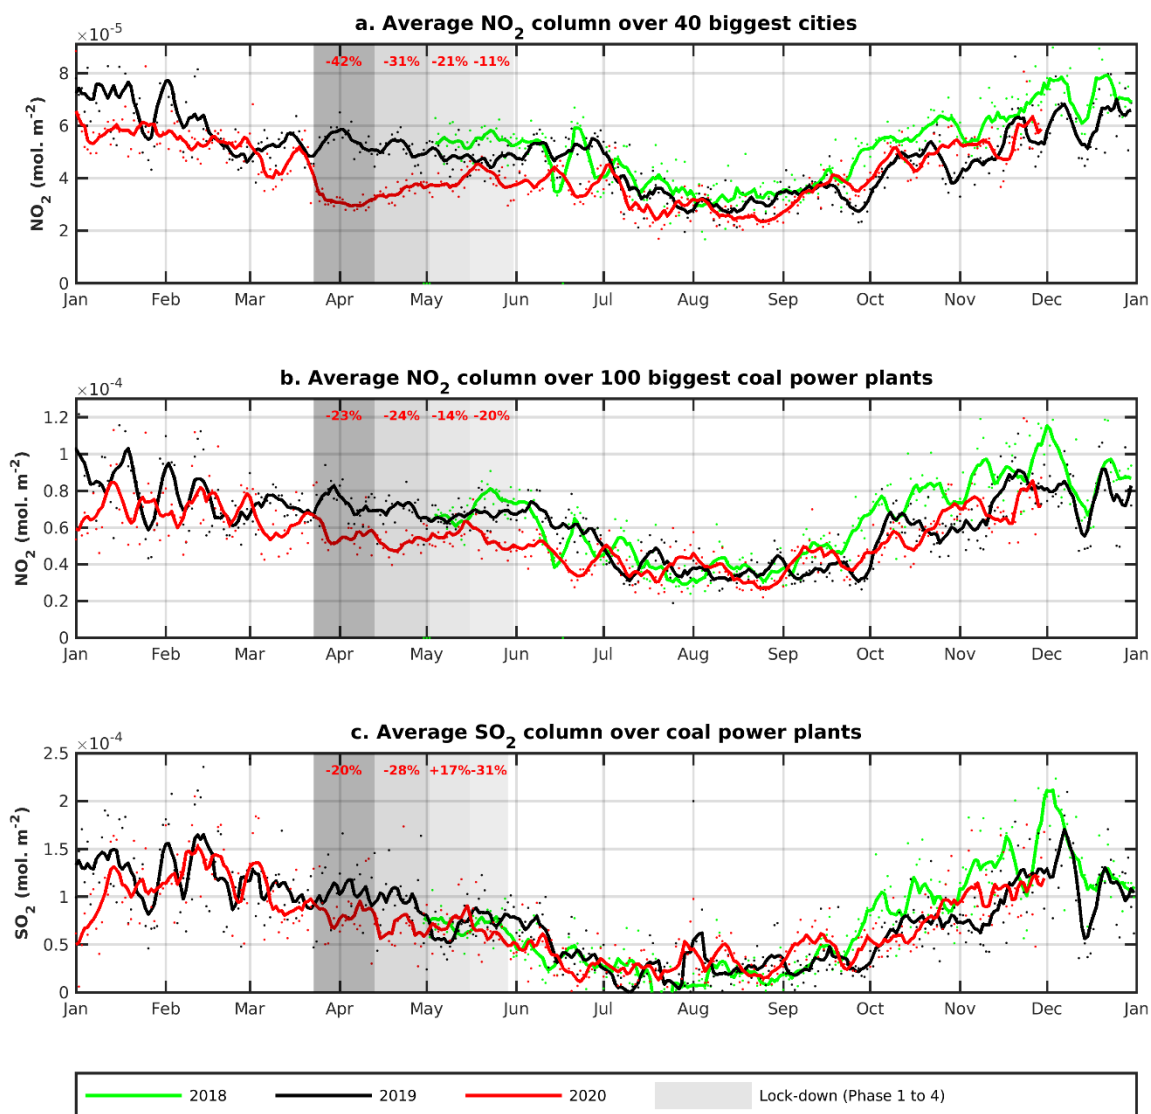 a. Average NO₂ column over 40 biggest cities
×10⁻⁵
-42% -31% -21% -11%
8
6
4
2
0
NO₂ (mol. m⁻²)
Jan Feb Mar Apr May Jun Jul Aug Sep Oct Nov Dec Jan
b. Average NO₂ column over 100 biggest coal power plants
×10⁻⁴
-23% -24% -14% -20%
1.2
1
0.8
0.6
0.4
0.2
0
NO₂ (mol. m⁻²)
Jan Feb Mar Apr May Jun Jul Aug Sep Oct Nov Dec Jan
c. Average SO₂ column over coal power plants
×10⁻⁴
-20% -28% +17% -31%
2.5
2
1.5
1
0.5
0
SO₂ (mol. m⁻²)
Jan Feb Mar Apr May Jun Jul Aug Sep Oct Nov Dec Jan
2018 2019 2020 Lock-down (Phase 1 to 4)